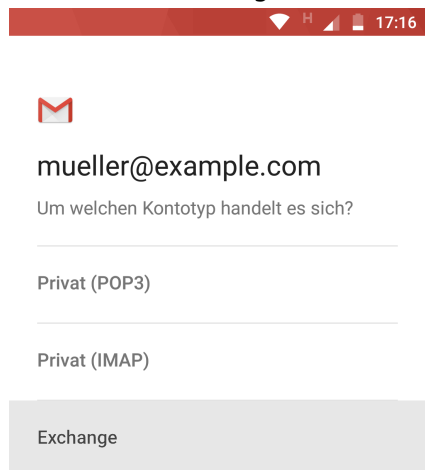 H 17:16
mueller@example.com
Um welchen Kontotyp handelt es sich?
Privat (POP3)
Privat (IMAP)
Exchange